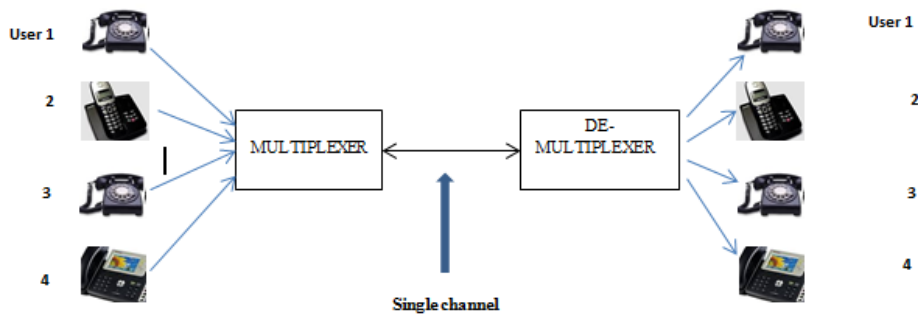 User 1
User 1
2
2
MULTIPLEXER
DE-
MULTIPLEXER
3
3
4
4
Single channel